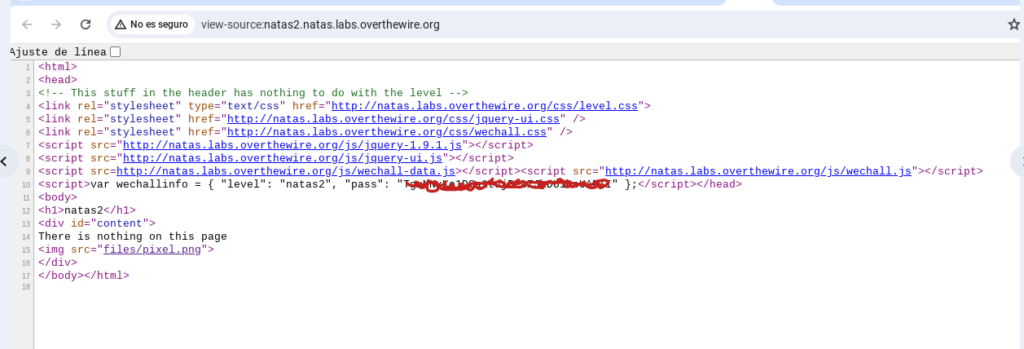 No es seguro view-source:natas2.natas.labs.overthewire.org
Ajuste de línea
1 <html>
2 <head>
3 <!-- This stuff in the header has nothing to do with the level -->
4 <link rel="stylesheet" type="text/css" href="http://natas.labs.overthewire.org/css/level.css">
5 <link rel="stylesheet" href="http://natas.labs.overthewire.org/css/jquery-ui.css" />
6 <link rel="stylesheet" href="http://natas.labs.overthewire.org/css/wechall.css" />
7 <script src="http://natas.labs.overthewire.org/js/jquery-1.9.1.js"></script>
8 <script src="http://natas.labs.overthewire.org/js/jquery-ui.js"></script>
9 <script src=http://natas.labs.overthewire.org/js/wechall-data.js></script><script src="http://natas.labs.overthewire.org/js/wechall.js"></script>
10 <script>var wechallinfo = { "level": "natas2", "pass": "" };</script></head>
11 <body>
12 <h1>natas2</h1>
13 <div id="content">
14 There is nothing on this page
15 <img src="files/pixel.png">
16 </div>
17 </body></html>
18